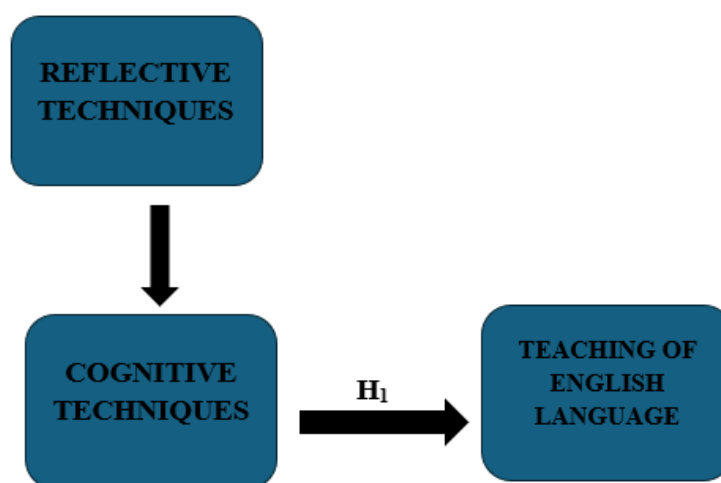 REFLECTIVE
TECHNIQUES
COGNITIVE
TECHNIQUES
H₁
TEACHING OF
ENGLISH
LANGUAGE